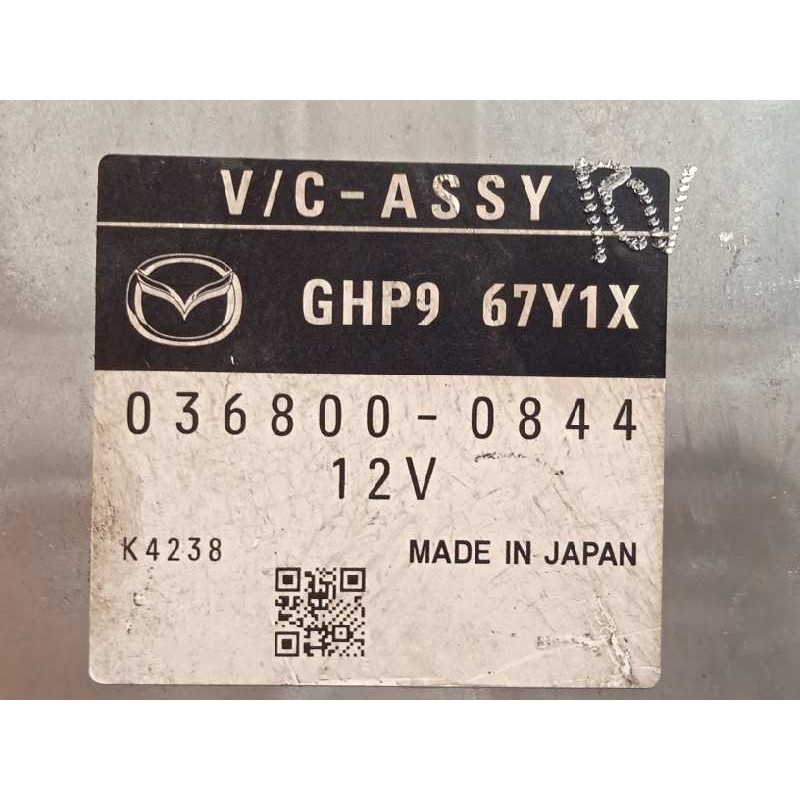 V/C-ASSY
GHP9 67Y1X
036800-0844
12V
K4238
MADE IN JAPAN